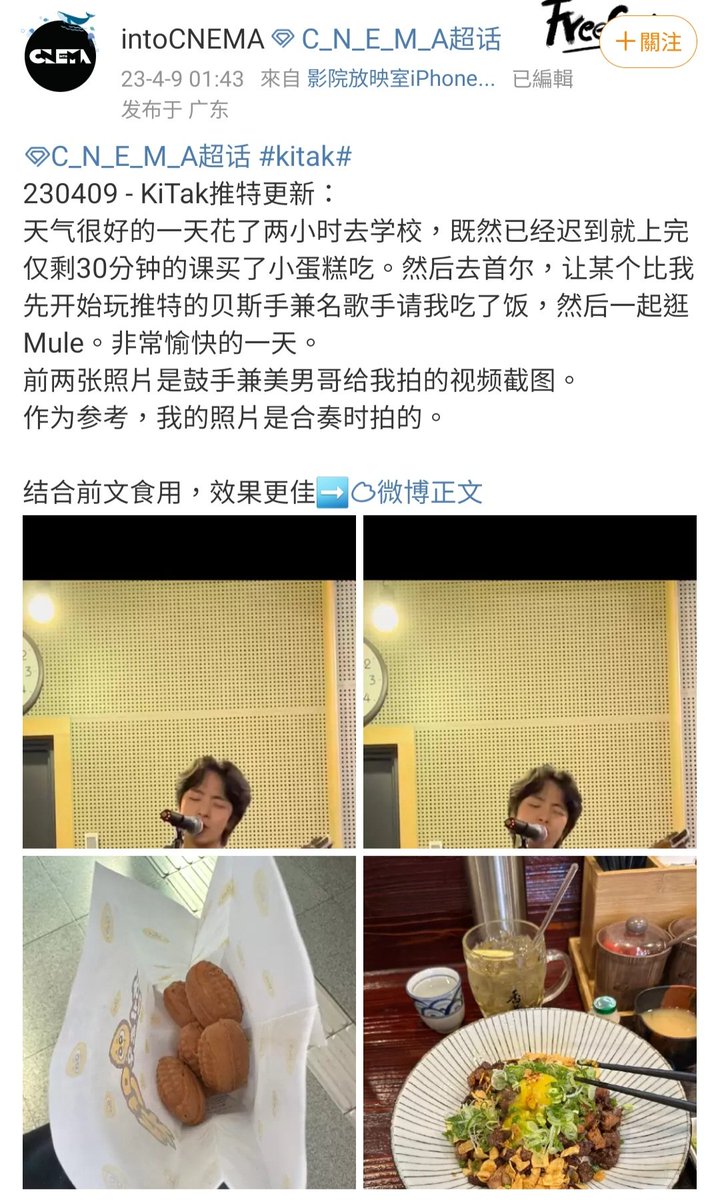 CNEMA
intoCNEMA C_N_E_M_A超话
＋關注
23-4-9 01:43 來自 影院放映室iPhone... 已編輯
发布于 广东
C_N_E_M_A超话 #kitak#
230409 - KiTak推特更新：
天气很好的一天花了两小时去学校，既然已经迟到就上完
仅剩30分钟的课买了小蛋糕吃。然后去首尔，让某个比我
先开始玩推特的贝斯手兼名歌手请我吃了饭，然后一起逛
Mule。非常愉快的一天。
前两张照片是鼓手兼美男哥给我拍的视频截图。
作为参考，我的照片是合奏时拍的。
结合前文食用，效果更佳➡️微博正文
2
3
4
2
3
4